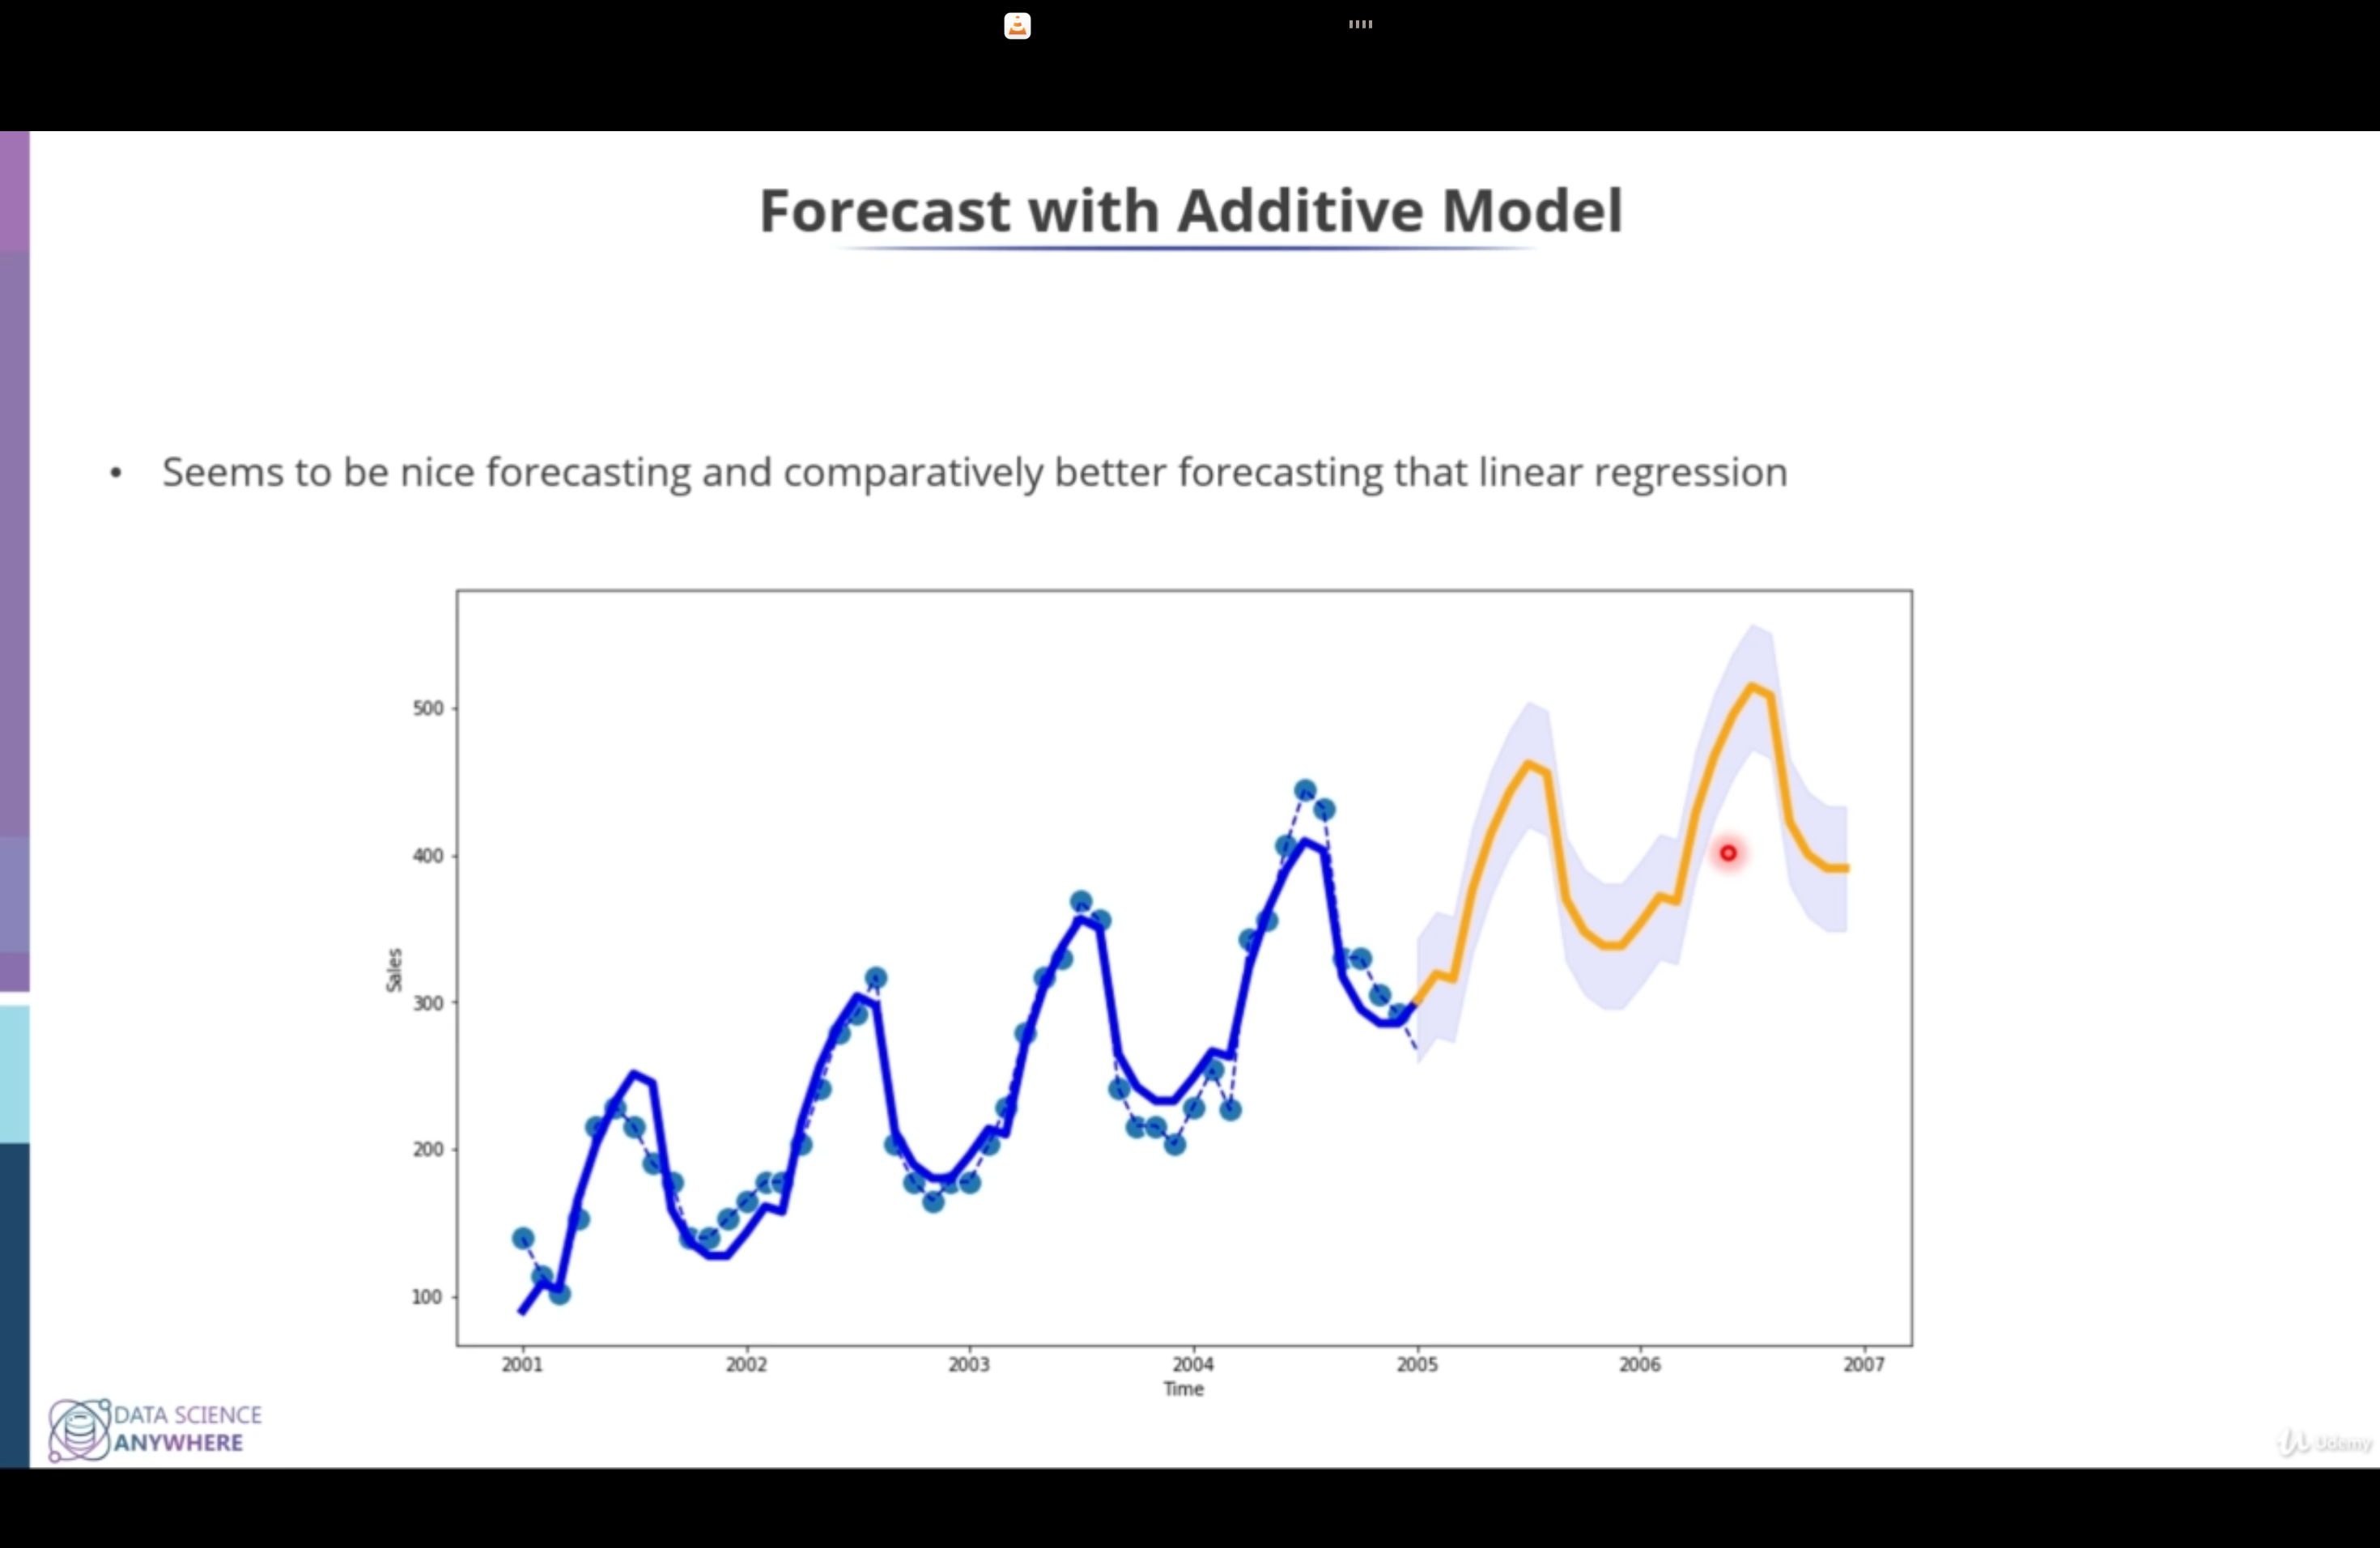 Forecast with Additive Model
• Seems to be nice forecasting and comparatively better forecasting that linear regression
500
400
300
200
100
Sales
2001 2002 2003 2004 2005 2006 2007
Time
DATA SCIENCE
ANYWHERE
Udemy